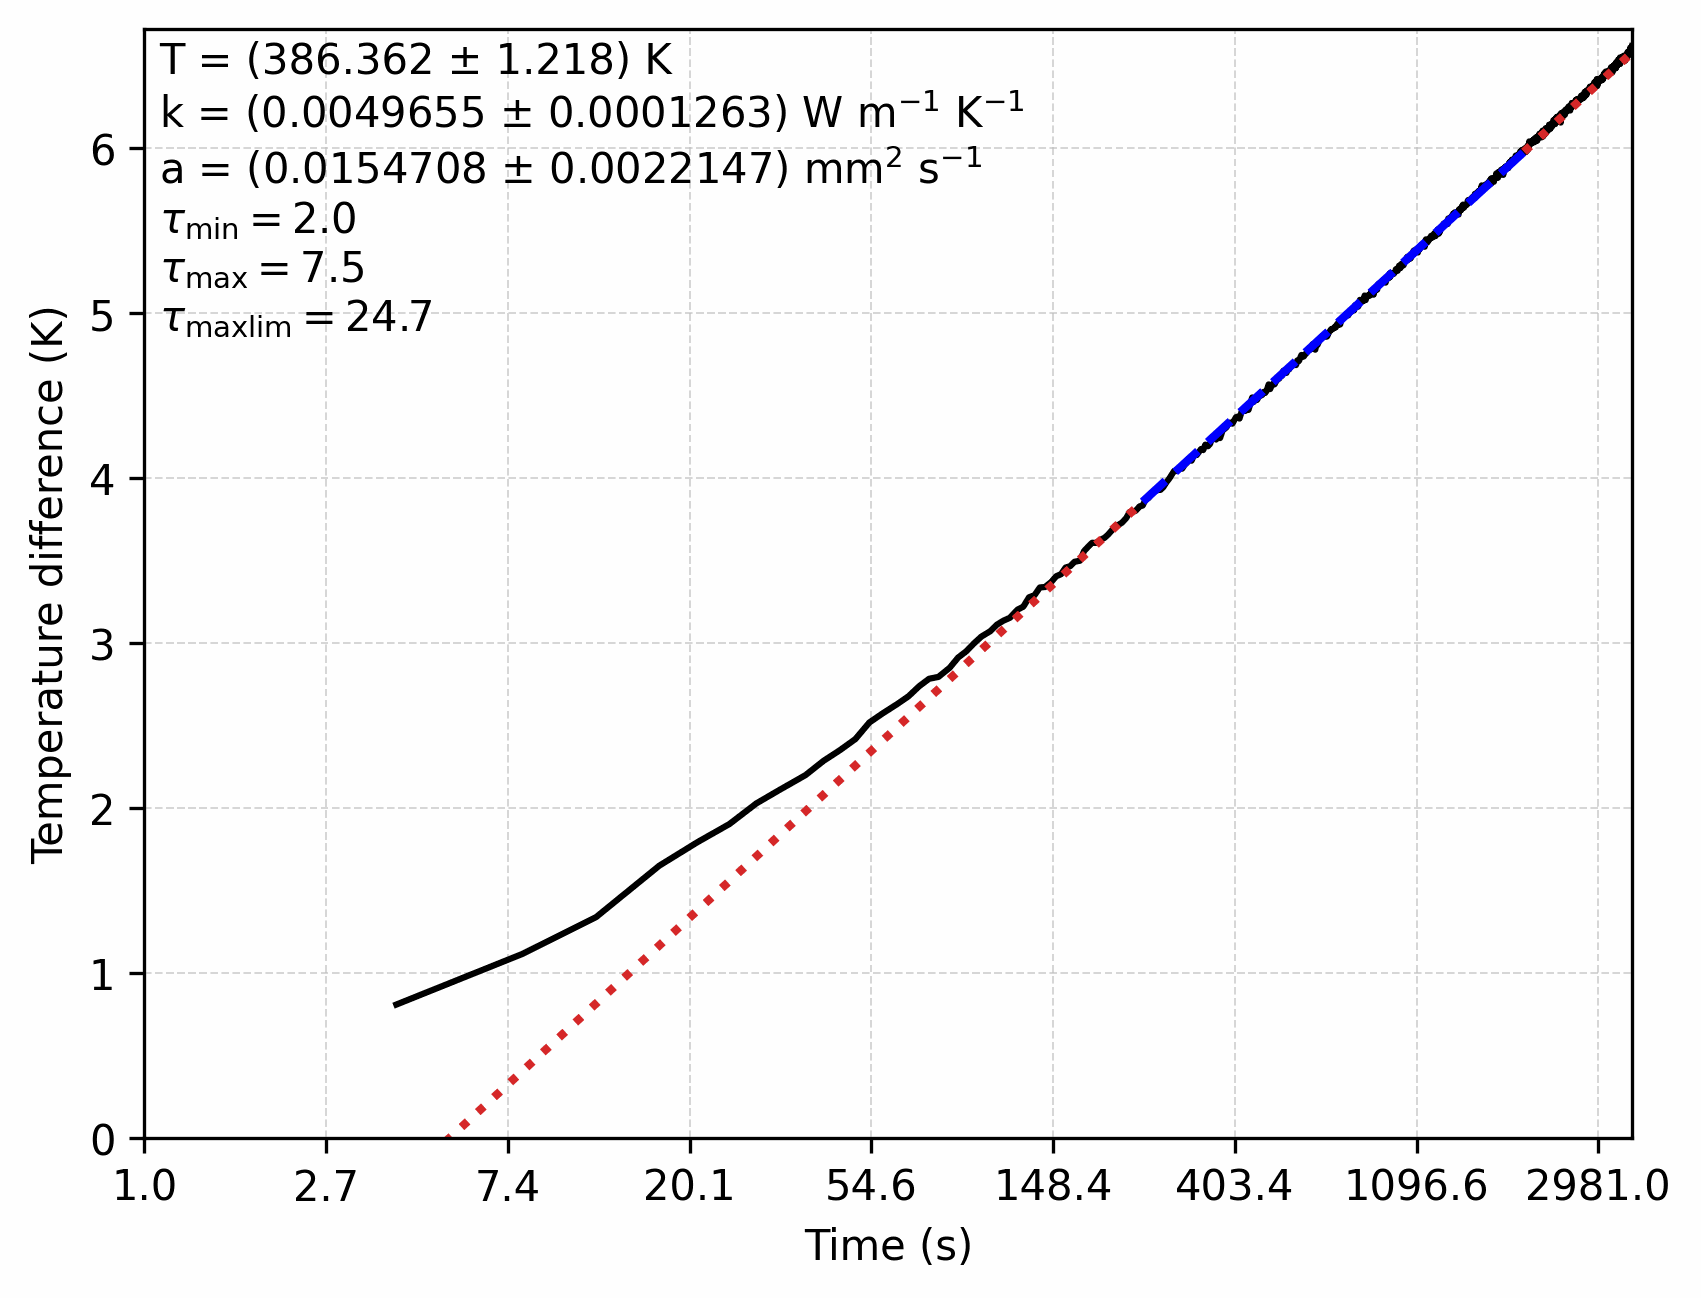 T = (386.362 ± 1.218) K
k = (0.0049655 ± 0.0001263) W m⁻¹ K⁻¹
a = (0.0154708 ± 0.0022147) mm² s⁻¹
τmin = 2.0
τmax = 7.5
τmaxlim = 24.7
Temperature difference (K)
6
5
4
3
2
1
0
1.0 2.7 7.4 20.1 54.6 148.4 403.4 1096.6 2981.0
Time (s)